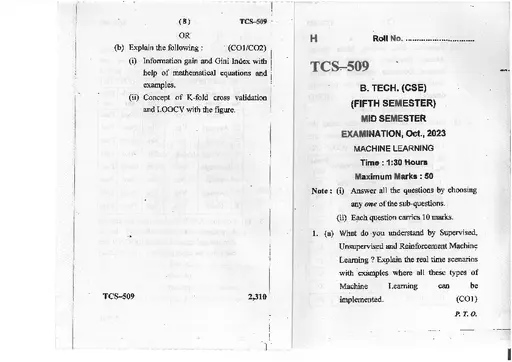 ( 8 ) TCS–509
OR
(b) Explain the following : (CO1/CO2)
(i) Information gain and Gini Index with
help of mathematical equations and
examples.
(ii) Concept of K-fold cross validation
and LOOCV with the figure.
TCS–509 2,310
H Roll No. ..............................
TCS–509
B. TECH. (CSE)
(FIFTH SEMESTER)
MID SEMESTER
EXAMINATION, Oct., 2023
MACHINE LEARNING
Time : 1:30 Hours
Maximum Marks : 50
Note : (i) Answer all the questions by choosing
any one of the sub-questions.
(ii) Each question carries 10 marks.
1. (a) What do you understand by Supervised,
Unsupervised and Reinforcement Machine
Learning ? Explain the real time scenarios
with examples where all these types of
Machine Learning can be
implemented. (CO1)
P. T. O.